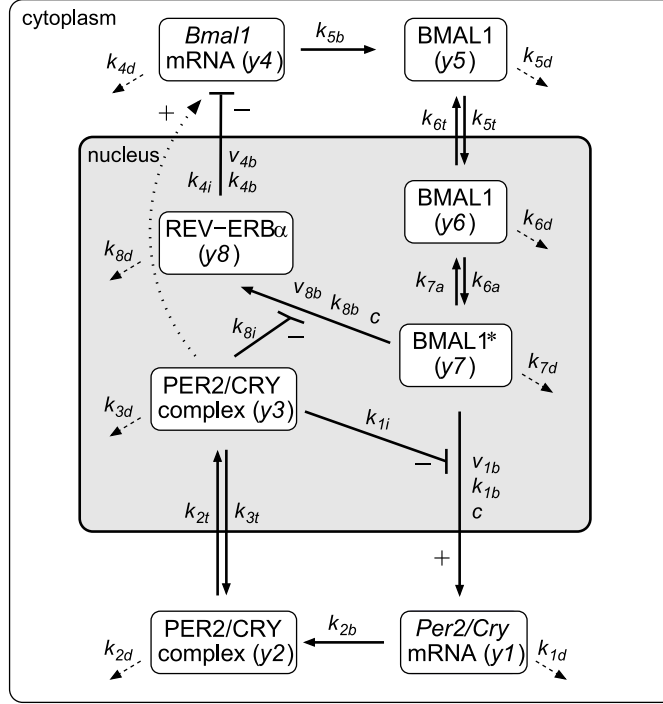 cytoplasm
Bmal1
mRNA (y4)
k5b
BMAL1
(y5)
k4d
k5d
+
−
k6t
k5t
nucleus
v4b
k4i
k4b
BMAL1
(y6)
REV−ERBα
(y8)
k6d
k8d
k7a
k6a
v8b
k8b
c
k8i
−
BMAL1*
(y7)
k7d
PER2/CRY
complex (y3)
k3d
k1i
−
v1b
k1b
c
k2t
k3t
+
PER2/CRY
complex (y2)
k2b
Per2/Cry
mRNA (y1)
k2d
k1d